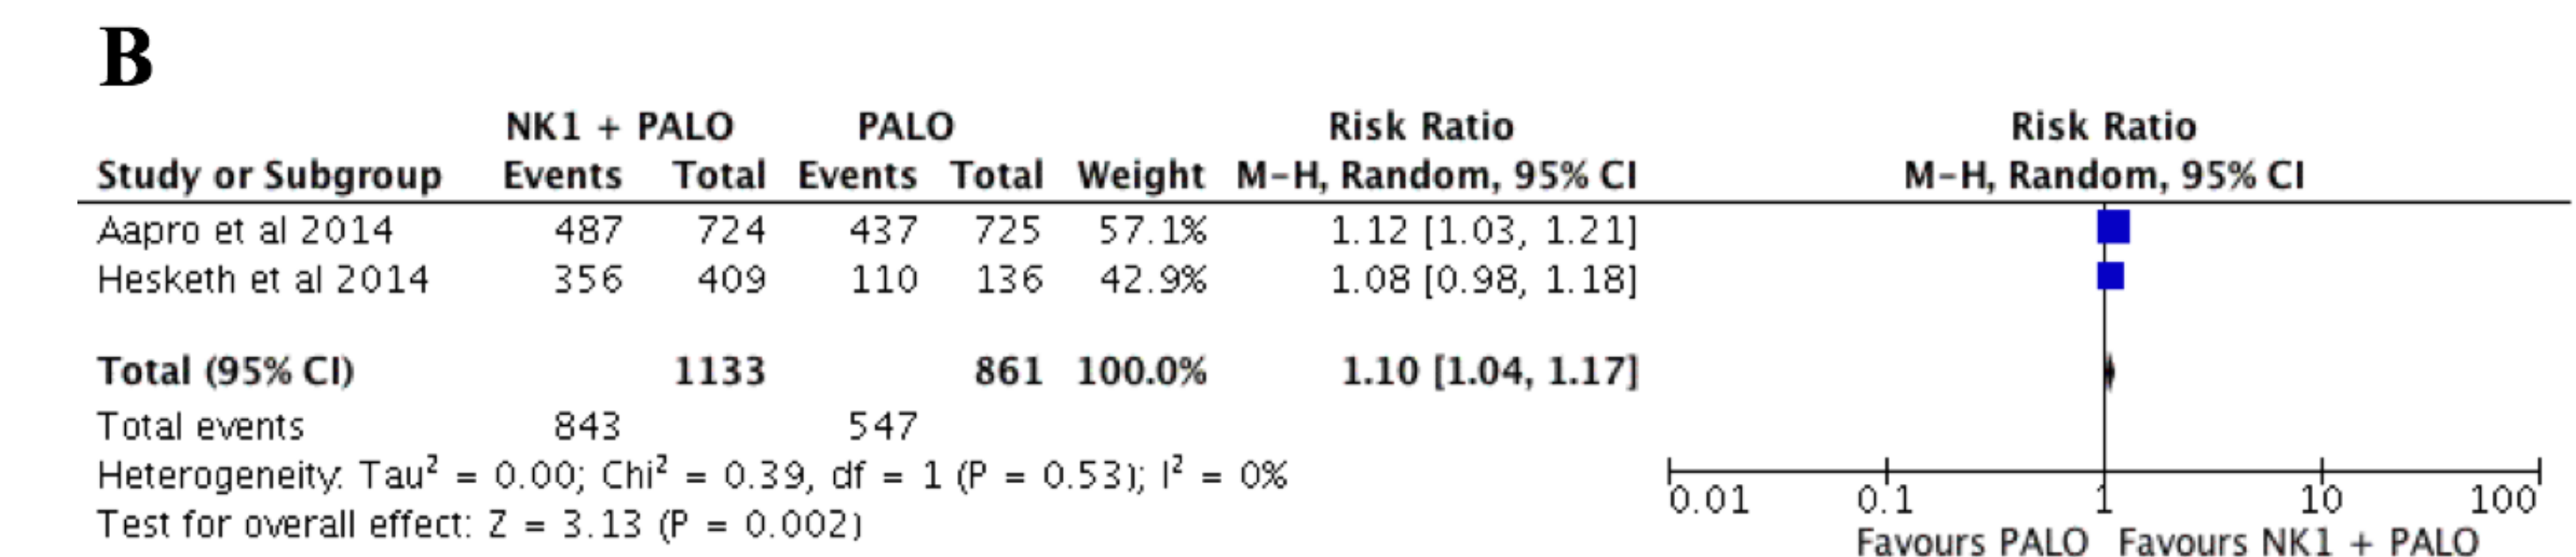 B
NK1 + PALO PALO Risk Ratio Risk Ratio
Study or Subgroup Events Total Events Total Weight M-H, Random, 95% CI M-H, Random, 95% CI
Aapro et al 2014 487 724 437 725 57.1% 1.12 [1.03, 1.21]
Hesketh et al 2014 356 409 110 136 42.9% 1.08 [0.98, 1.18]
Total (95% CI) 1133 861 100.0% 1.10 [1.04, 1.17]
Total events 843 547
Heterogeneity: Tau² = 0.00; Chi² = 0.39, df = 1 (P = 0.53); I² = 0%
Test for overall effect: Z = 3.13 (P = 0.002)
0.01 0.1 1 10 100
Favours PALO Favours NK1 + PALO